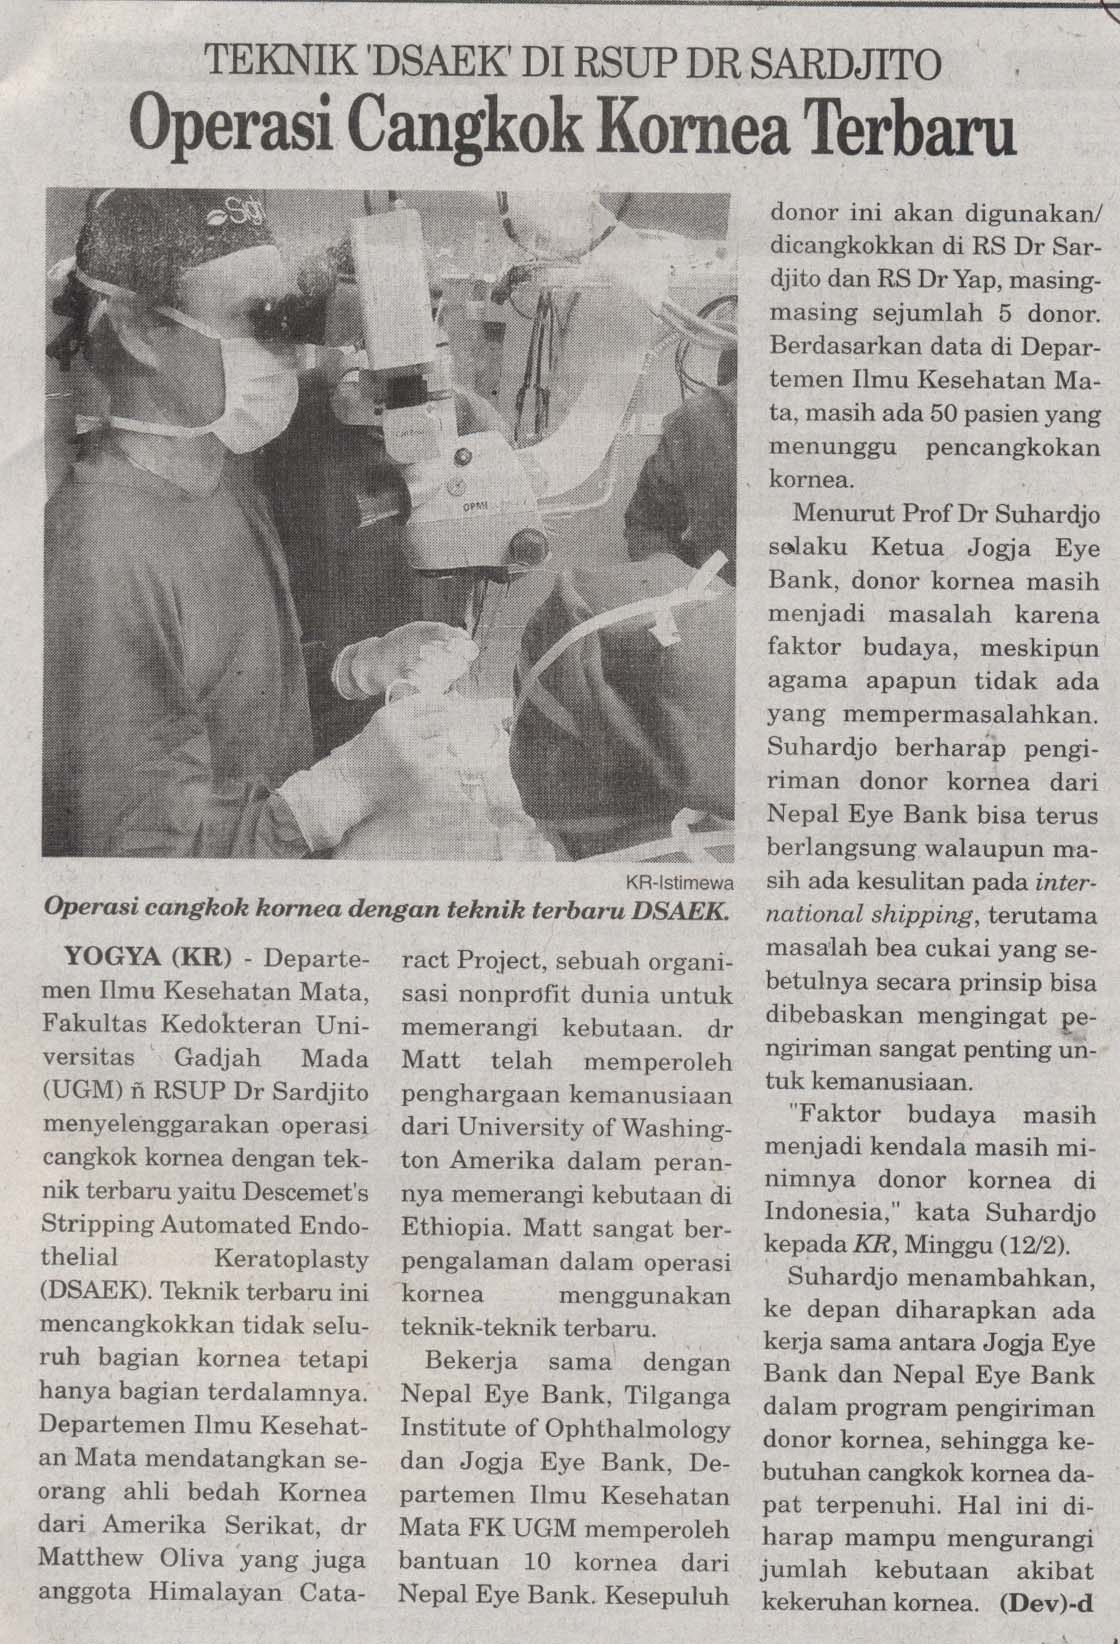 TEKNIK 'DSAEK' DI RSUP DR SARDJITO
Operasi Cangkok Kornea Terbaru
OPMI
KR-Istimewa
Operasi cangkok kornea dengan teknik terbaru DSAEK.
YOGYA (KR) - Departe-
men Ilmu Kesehatan Mata,
Fakultas Kedokteran Uni-
versitas Gadjah Mada
(UGM) ñ RSUP Dr Sardjito
menyelenggarakan operasi
cangkok kornea dengan tek-
nik terbaru yaitu Descemet's
Stripping Automated Endo-
thelial Keratoplasty
(DSAEK). Teknik terbaru ini
mencangkokkan tidak selu-
ruh bagian kornea tetapi
hanya bagian terdalamnya.
Departemen Ilmu Kesehat-
an Mata mendatangkan se-
orang ahli bedah Kornea
dari Amerika Serikat, dr
Matthew Oliva yang juga
anggota Himalayan Cata-
ract Project, sebuah organi-
sasi nonprofit dunia untuk
memerangi kebutaan. dr
Matt telah memperoleh
penghargaan kemanusiaan
dari University of Washing-
ton Amerika dalam peran-
nya memerangi kebutaan di
Ethiopia. Matt sangat ber-
pengalaman dalam operasi
kornea menggunakan
teknik-teknik terbaru.
Bekerja sama dengan
Nepal Eye Bank, Tilganga
Institute of Ophthalmology
dan Jogja Eye Bank, De-
partemen Ilmu Kesehatan
Mata FK UGM memperoleh
bantuan 10 kornea dari
Nepal Eye Bank. Kesepuluh
donor ini akan digunakan/
dicangkokkan di RS Dr Sar-
djito dan RS Dr Yap, masing-
masing sejumlah 5 donor.
Berdasarkan data di Depar-
temen Ilmu Kesehatan Ma-
ta, masih ada 50 pasien yang
menunggu pencangkokan
kornea.
Menurut Prof Dr Suhardjo
selaku Ketua Jogja Eye
Bank, donor kornea masih
menjadi masalah karena
faktor budaya, meskipun
agama apapun tidak ada
yang mempermasalahkan.
Suhardjo berharap pengi-
riman donor kornea dari
Nepal Eye Bank bisa terus
berlangsung walaupun ma-
sih ada kesulitan pada inter-
national shipping, terutama
masalah bea cukai yang se-
betulnya secara prinsip bisa
dibebaskan mengingat pe-
ngiriman sangat penting un-
tuk kemanusiaan.
"Faktor budaya masih
menjadi kendala masih mi-
nimnya donor kornea di
Indonesia," kata Suhardjo
kepada KR, Minggu (12/2).
Suhardjo menambahkan,
ke depan diharapkan ada
kerja sama antara Jogja Eye
Bank dan Nepal Eye Bank
dalam program pengiriman
donor kornea, sehingga ke-
butuhan cangkok kornea da-
pat terpenuhi. Hal ini di-
harap mampu mengurangi
jumlah kebutaan akibat
kekeruhan kornea. (Dev)-d